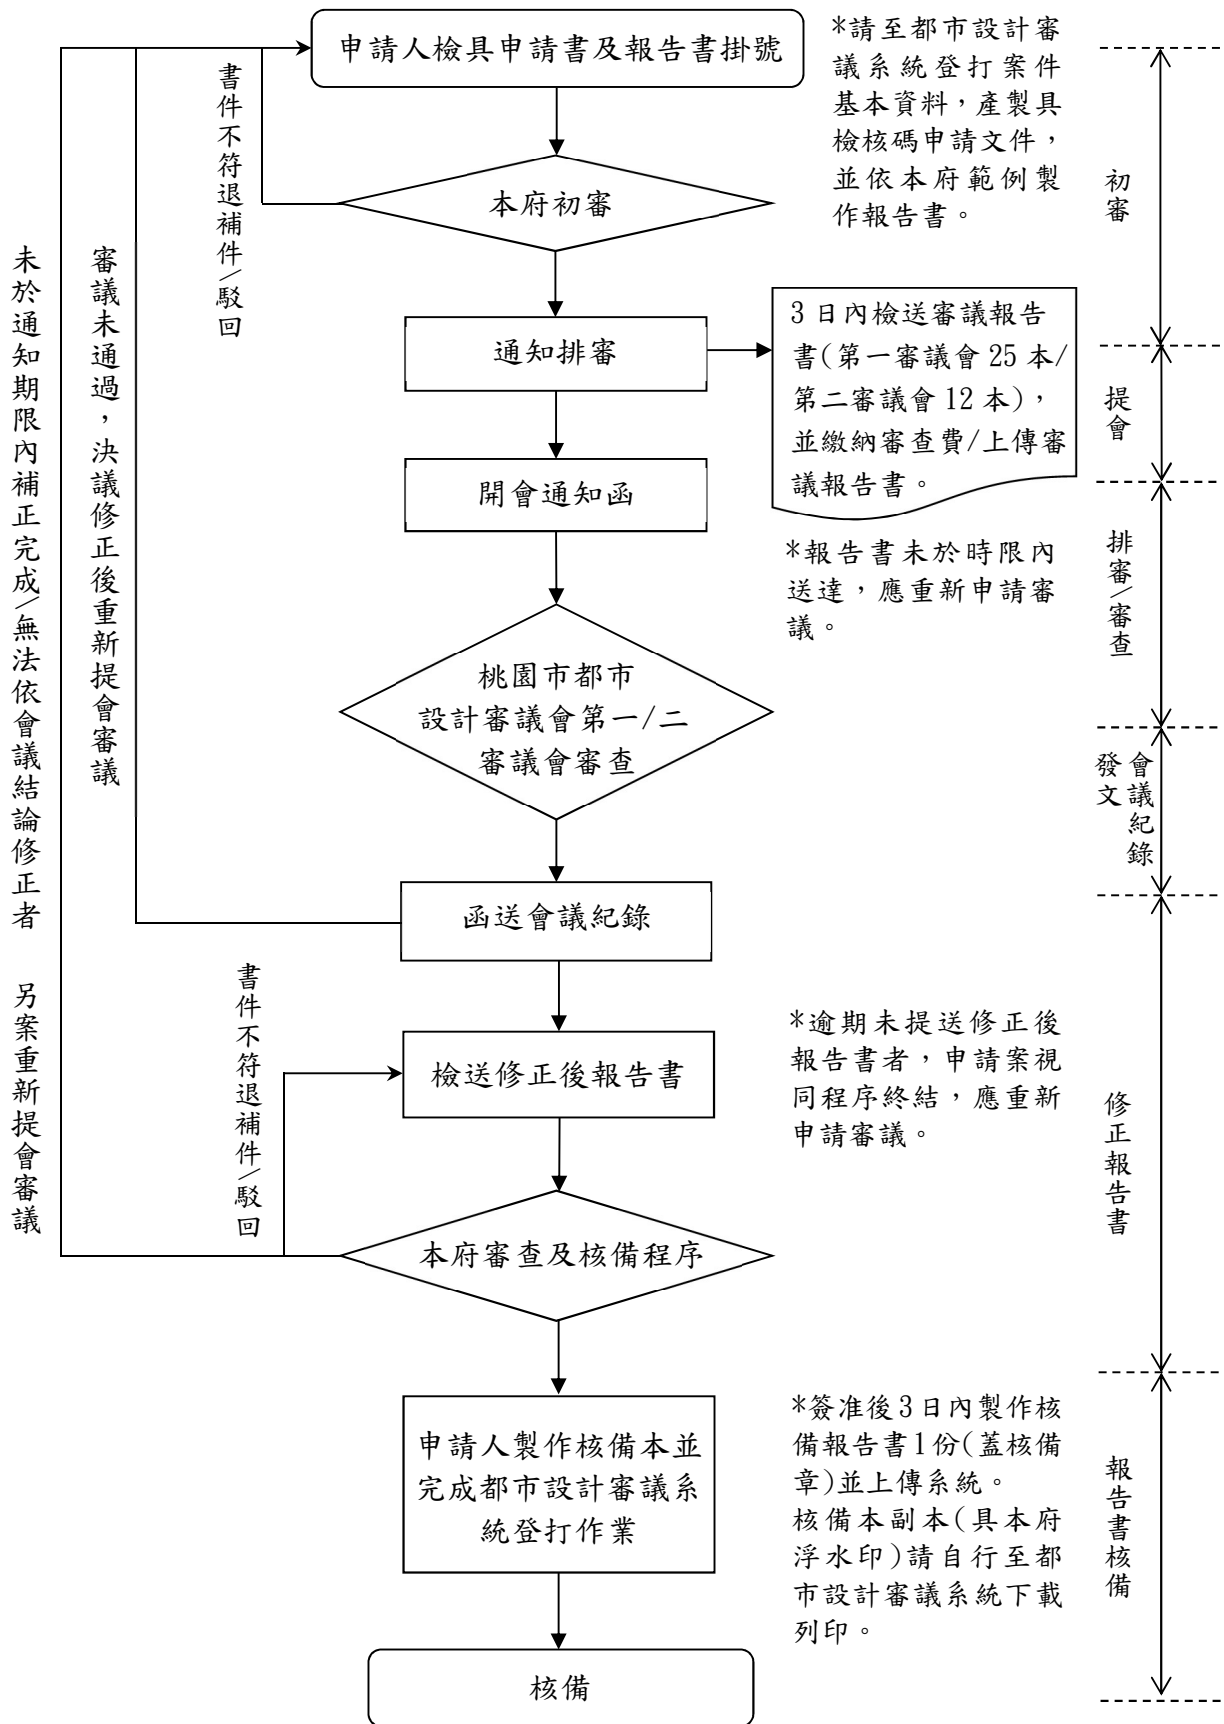 申請人檢具申請書及報告書掛號
*請至都市設計審
議系統登打案件
基本資料，產製具
檢核碼申請文件，
並依本府範例製
作報告書。
初審
書件不符退補件/駁回
本府初審
通知排審
3日內檢送審議報告
書(第一審議會25本/
第二審議會12本)，
並繳納審查費/上傳審
議報告書。
提會
開會通知函
*報告書未於時限內
送達，應重新申請審
議。
排審/審查
桃園市都市
設計審議會第一/二
審議會審查
會議紀錄
發文
函送會議紀錄
審議未通過，決議修正後重新提會審議
未於通知期限內補正完成/無法依會議結論修正者 另案重新提會審議
書件不符退補件/駁回
檢送修正後報告書
*逾期未提送修正後
報告書者，申請案視
同程序終結，應重新
申請審議。
修正報告書
本府審查及核備程序
申請人製作核備本並
完成都市設計審議系
統登打作業
*簽准後3日內製作核
備報告書1份(蓋核備
章)並上傳系統。
核備本副本(具本府
浮水印)請自行至都
市設計審議系統下載
列印。
報告書核備
核備